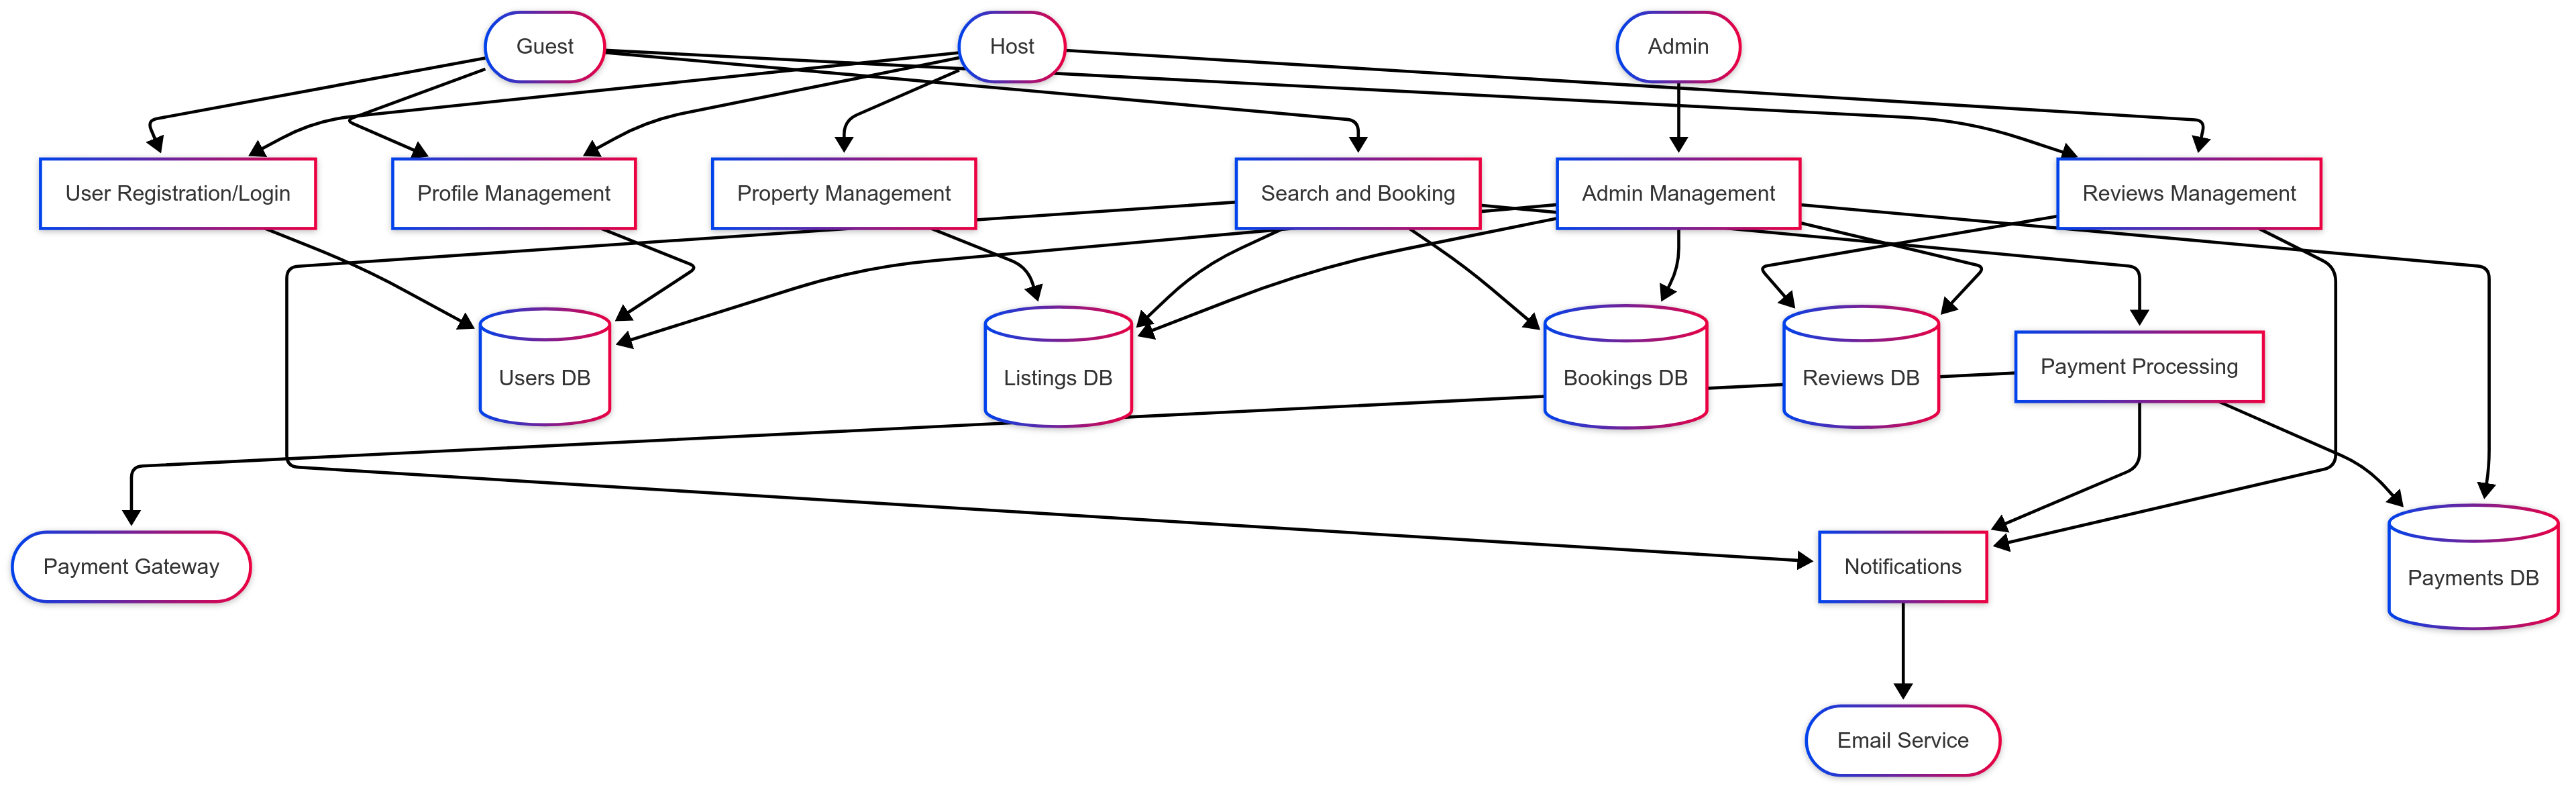 Guest
Host
Admin
User Registration/Login
Profile Management
Property Management
Search and Booking
Admin Management
Reviews Management
Users DB
Listings DB
Bookings DB
Reviews DB
Payment Processing
Payment Gateway
Notifications
Payments DB
Email Service